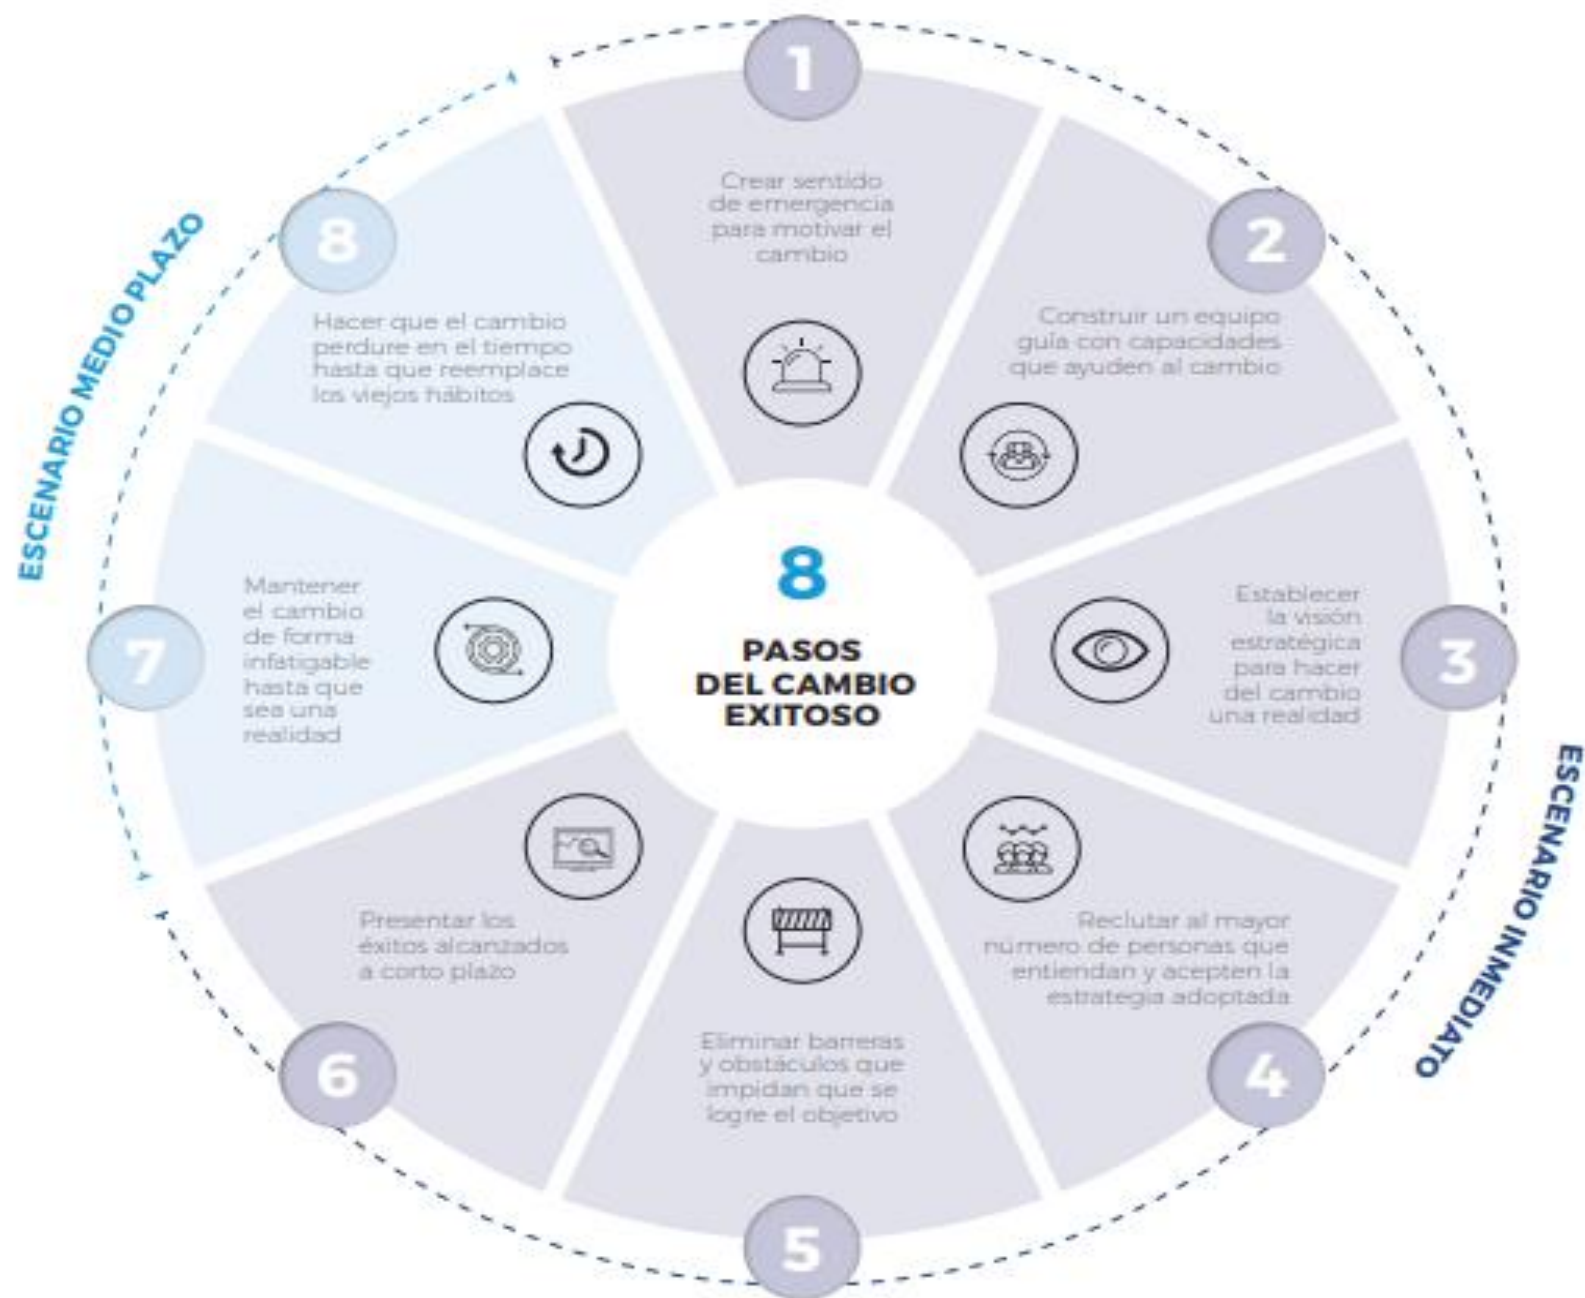 8
PASOS
DEL CAMBIO
EXITOSO
1
Crear sentido
de emergencia
para motivar el
cambio
2
Construir un equipo
guía con capacidades
que ayuden al cambio
3
Establecer
la visión
estratégica
para hacer
del cambio
una realidad
4
Reclutar al mayor
número de personas que
entiendan y acepten la
estrategia adoptada
5
Eliminar barreras
y obstáculos que
impidan que se
logre el objetivo
6
Presentar los
éxitos alcanzados
a corto plazo
7
Mantener
el cambio
de forma
infatigable
hasta que
sea una
realidad
8
Hacer que el cambio
perdure en el tiempo
hasta que reemplace
los viejos hábitos
ESCENARIO INMEDIATO
ESCENARIO MEDIO PLAZO